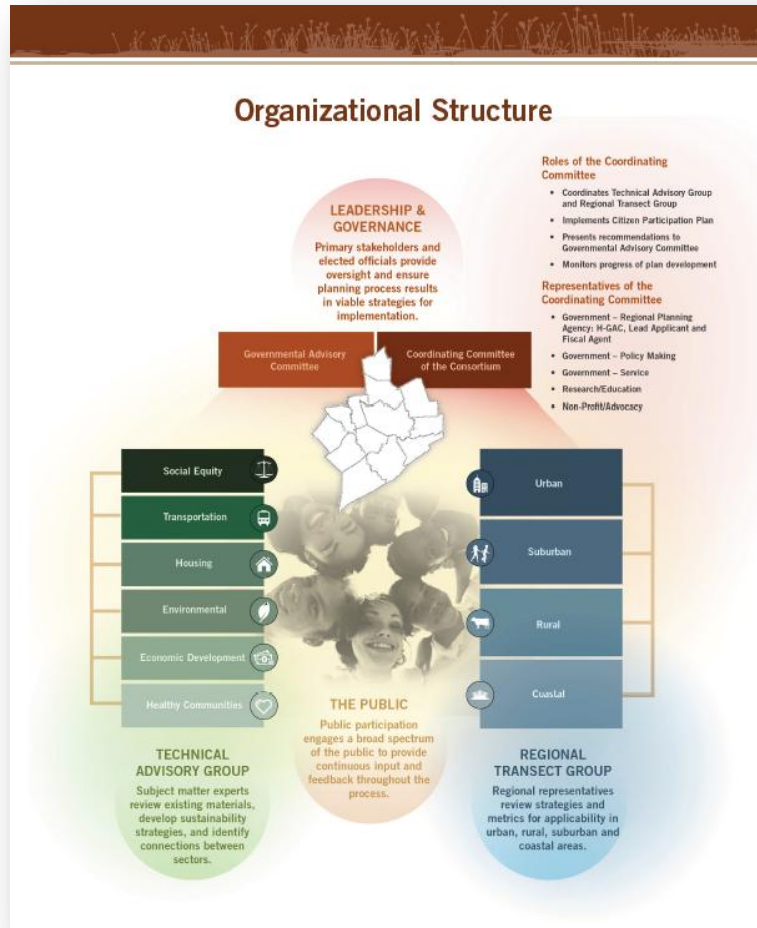 Organizational Structure
LEADERSHIP &
GOVERNANCE
Primary stakeholders and
elected officials provide
oversight and ensure
planning process results
in viable strategies for
implementation.
Roles of the Coordinating
Committee
• Coordinates Technical Advisory Group
and Regional Transect Group
• Implements Citizen Participation Plan
• Presents recommendations to
Governmental Advisory Committee
• Monitors progress of plan development
Representatives of the
Coordinating Committee
• Government – Regional Planning
Agency: H-GAC, Lead Applicant and
Fiscal Agent
• Government – Policy Making
• Government – Service
• Research/Education
• Non-Profit/Advocacy
Governmental Advisory
Committee
Coordinating Committee
of the Consortium
Social Equity
Transportation
Housing
Environmental
Economic Development
Healthy Communities
Urban
Suburban
Rural
Coastal
TECHNICAL
ADVISORY GROUP
Subject matter experts
review existing materials,
develop sustainability
strategies, and identify
connections between
sectors.
THE PUBLIC
Public participation
engages a broad spectrum
of the public to provide
continuous input and
feedback throughout the
process.
REGIONAL
TRANSECT GROUP
Regional representatives
review strategies and
metrics for applicability in
urban, rural, suburban and
coastal areas.